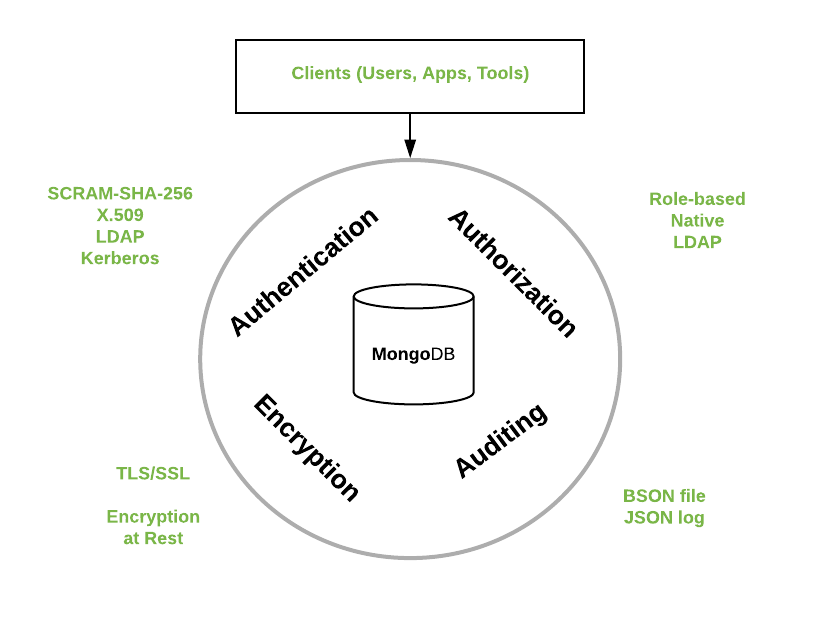 Clients (Users, Apps, Tools)
SCRAM-SHA-256
X.509
LDAP
Kerberos
Role-based
Native
LDAP
Authentication
Authorization
MongoDB
Encryption
Auditing
TLS/SSL
Encryption
at Rest
BSON file
JSON log